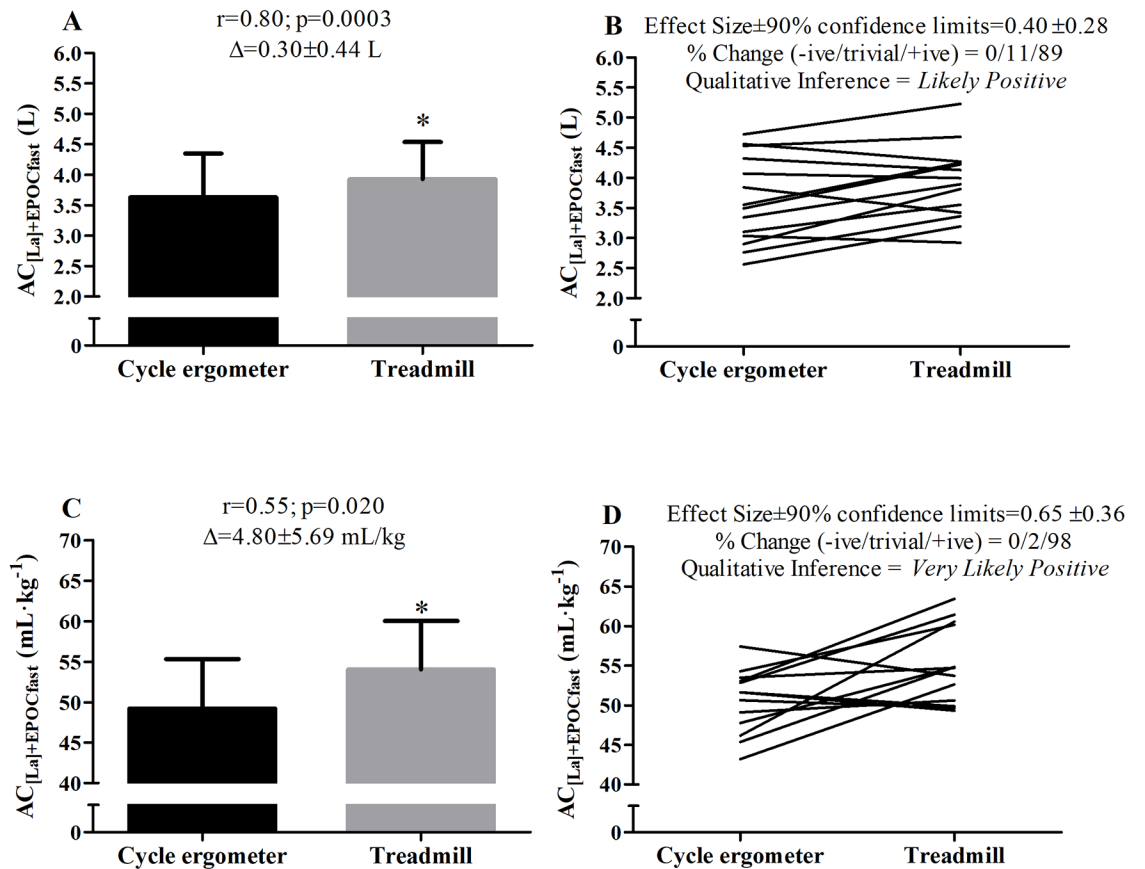 A
r=0.80; p=0.0003
Δ=0.30±0.44 L
AC[La]+EPOCfast (L)
6.0
5.5
5.0
4.5
4.0
3.5
3.0
2.5
2.0
0
*
Cycle ergometer
Treadmill
B
Effect Size±90% confidence limits=0.40 ±0.28
% Change (-ive/trivial/+ive) = 0/11/89
Qualitative Inference = Likely Positive
AC[La]+EPOCfast (L)
6.0
5.5
5.0
4.5
4.0
3.5
3.0
2.5
2.0
0
Cycle ergometer
Treadmill
C
r=0.55; p=0.020
Δ=4.80±5.69 mL/kg
AC[La]+EPOCfast (mL·kg-1)
70
65
60
55
50
45
40
0
*
Cycle ergometer
Treadmill
D
Effect Size±90% confidence limits=0.65 ±0.36
% Change (-ive/trivial/+ive) = 0/2/98
Qualitative Inference = Very Likely Positive
AC[La]+EPOCfast (mL·kg-1)
70
65
60
55
50
45
40
0
Cycle ergometer
Treadmill